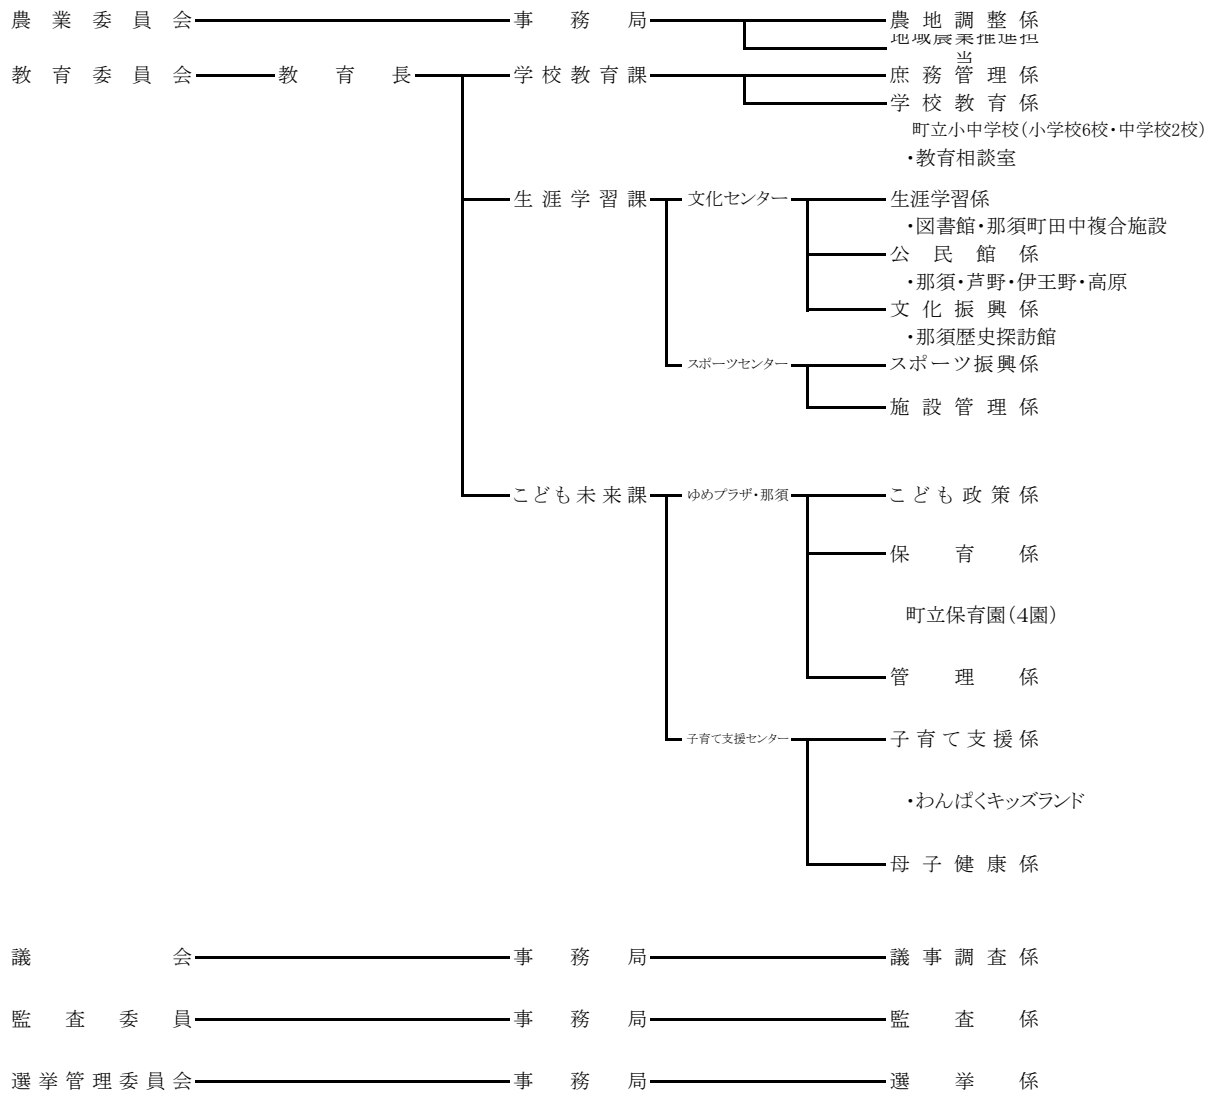 農業委員会 事務局 農地調整係
地域農業推進担
当
教育委員会 教育長 学校教育課 庶務管理係
学校教育係
町立小中学校(小学校6校・中学校2校)
・教育相談室
生涯学習課 文化センター 生涯学習係
・図書館・那須町田中複合施設
公民館係
・那須・芦野・伊王野・高原
文化振興係
・那須歴史探訪館
スポーツセンター スポーツ振興係
施設管理係
こども未来課 ゆめプラザ・那須 こども政策係
保育係
町立保育園(4園)
管理係
子育て支援センター 子育て支援係
・わんぱくキッズランド
母子健康係
議会 事務局 議事調査係
監査委員 事務局 監査係
選挙管理委員会 事務局 選挙係